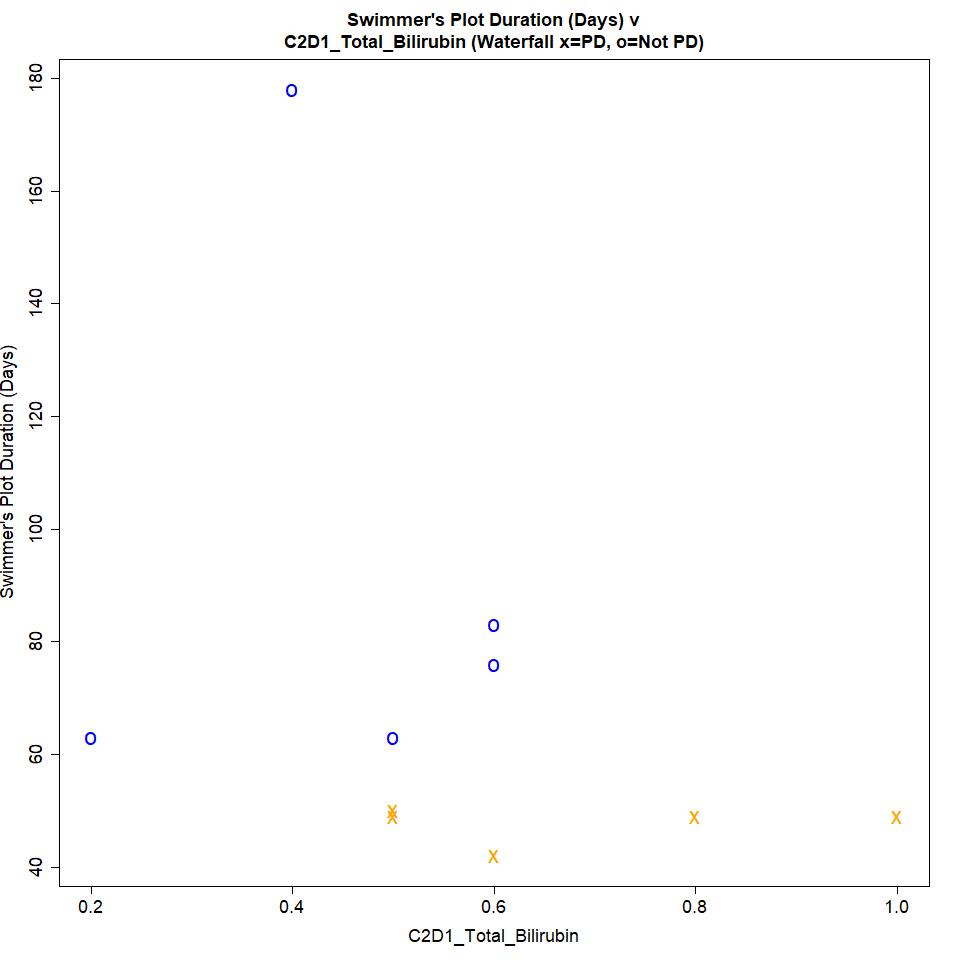 Swimmer's Plot Duration (Days) v
C2D1_Total_Bilirubin (Waterfall x=PD, o=Not PD)
Swimmer's Plot Duration (Days)
180
160
140
120
100
80
60
40
o
o
o
o
o
x
x
x
x
x
0.2
0.4
0.6
0.8
1.0
C2D1_Total_Bilirubin